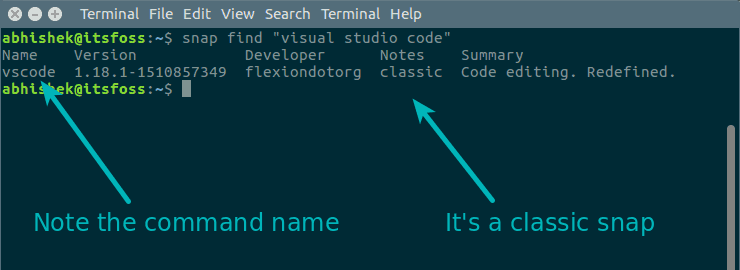 Terminal File Edit View Search Terminal Help
abhishek@itsfoss:~$ snap find "visual studio code"
Name Version Developer Notes Summary
vscode 1.18.1-1510857349 flexiondotorg classic Code editing. Redefined.
abhishek@itsfoss:~$
Note the command name
It's a classic snap